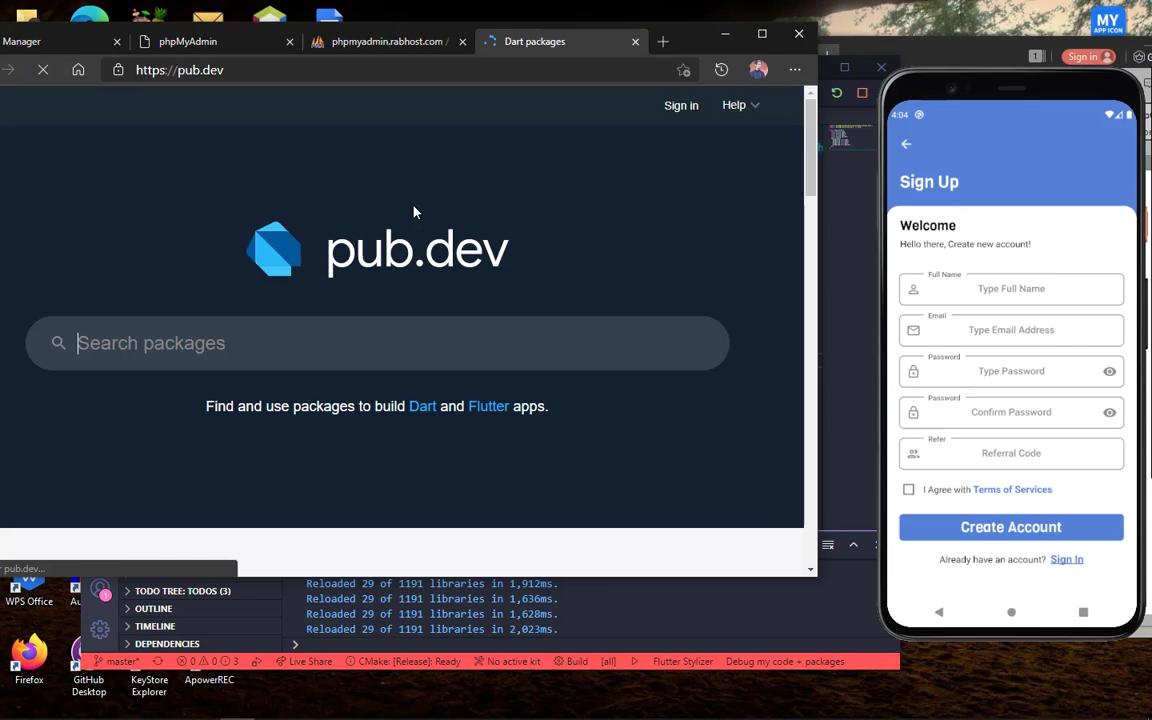 Manager
phpMyAdmin
phpmyadmin.rabhost.com /
Dart packages
https://pub.dev
Sign in
Help
pub.dev
Search packages
Find and use packages to build Dart and Flutter apps.
r pub.dev...
MY
APP ICON
1
Sign in
4:04
Sign Up
Welcome
Hello there, Create new account!
Full Name
Type Full Name
Email
Type Email Address
Password
Type Password
Password
Confirm Password
Refer
Referral Code
I Agree with Terms of Services
Create Account
Already have an account? Sign In
Reloaded 29 of 1191 libraries in 1,912ms.
Reloaded 29 of 1191 libraries in 1,636ms.
Reloaded 29 of 1191 libraries in 1,628ms.
Reloaded 29 of 1191 libraries in 2,023ms.
1
TODO TREE: TODOS (3)
OUTLINE
TIMELINE
DEPENDENCIES
master*
0 0 3
Live Share
CMake: [Release]: Ready
No active kit
Build
[all]
Flutter Stylizer
Debug my code + packages
WPS Office
Firefox
GitHub
Desktop
KeyStore
Explorer
ApowerREC